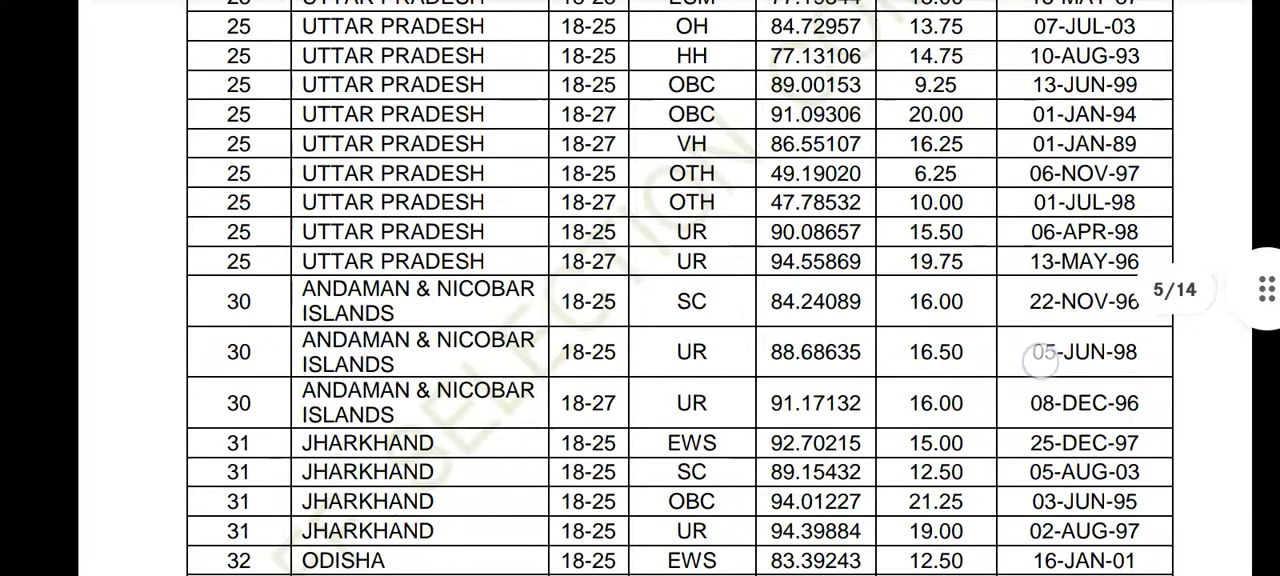 25 UTTAR PRADESH 18-25 OH 84.72957 13.75 07-JUL-03
25 UTTAR PRADESH 18-25 HH 77.13106 14.75 10-AUG-93
25 UTTAR PRADESH 18-25 OBC 89.00153 9.25 13-JUN-99
25 UTTAR PRADESH 18-27 OBC 91.09306 20.00 01-JAN-94
25 UTTAR PRADESH 18-27 VH 86.55107 16.25 01-JAN-89
25 UTTAR PRADESH 18-25 OTH 49.19020 6.25 06-NOV-97
25 UTTAR PRADESH 18-27 OTH 47.78532 10.00 01-JUL-98
25 UTTAR PRADESH 18-25 UR 90.08657 15.50 06-APR-98
25 UTTAR PRADESH 18-27 UR 94.55869 19.75 13-MAY-96
5/14
30 ANDAMAN & NICOBAR
ISLANDS 18-25 SC 84.24089 16.00 22-NOV-96
30 ANDAMAN & NICOBAR
ISLANDS 18-25 UR 88.68635 16.50 05-JUN-98
30 ANDAMAN & NICOBAR
ISLANDS 18-27 UR 91.17132 16.00 08-DEC-96
31 JHARKHAND 18-25 EWS 92.70215 15.00 25-DEC-97
31 JHARKHAND 18-25 SC 89.15432 12.50 05-AUG-03
31 JHARKHAND 18-25 OBC 94.01227 21.25 03-JUN-95
31 JHARKHAND 18-25 UR 94.39884 19.00 02-AUG-97
32 ODISHA 18-25 EWS 83.39243 12.50 16-JAN-01
SELECTION